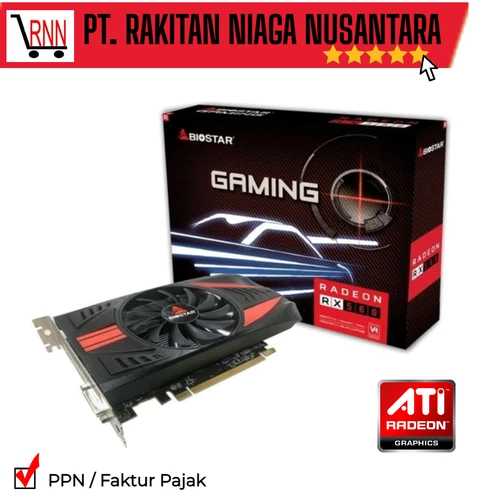 RNN
PT. RAKITAN NIAGA NUSANTARA
BIOSTAR
GAMING
RADEON
RX 560
BIOSTAR
ATI
RADEON
GRAPHICS
PPN / Faktur Pajak